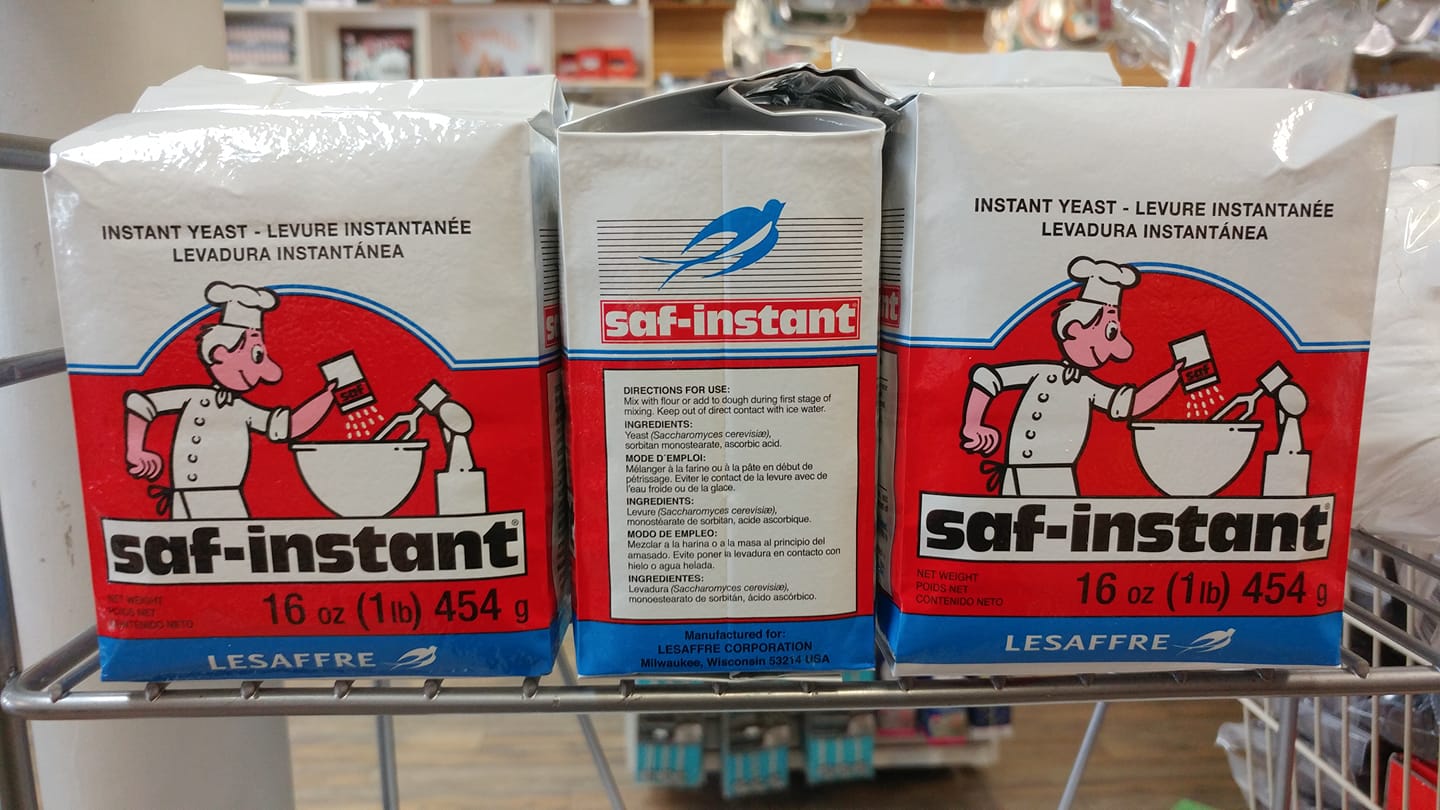 INSTANT YEAST - LEVURE INSTANTANÉE
LEVADURA INSTANTÁNEA
saf
saf-instant®
NET WEIGHT
POIDS NET
CONTENIDO NETO
16 oz (1lb) 454 g
LESAFFRE
saf-instant®
DIRECTIONS FOR USE:
Mix with flour or add to dough during first stage of
mixing. Keep out of direct contact with ice water.
INGREDIENTS:
Yeast (Saccharomyces cerevisiæ),
sorbitan monostearate, ascorbic acid.
MODE D'EMPLOI:
Mélanger à la farine ou à la pâte en début de
pétrissage. Eviter le contact de la levure avec de
l'eau froide ou de la glace.
INGREDIENTS:
Levure (Saccharomyces cerevisiæ),
monostéarate de sorbitan, acide ascorbique.
MODO DE EMPLEO:
Mezclar a la harina o a la masa al principio del
amasado. Evite poner la levadura en contacto con
hielo o agua helada.
INGREDIENTES:
Levadura (Saccharomyces cerevisiæ),
monoestearato de sorbitán, ácido ascórbico.
Manufactured for:
LESAFFRE CORPORATION
Milwaukee, Wisconsin 53214 USA
INSTANT YEAST - LEVURE INSTANTANÉE
LEVADURA INSTANTÁNEA
saf
saf-instant®
NET WEIGHT
POIDS NET
CONTENIDO NETO
16 oz (1lb) 454 g
LESAFFRE